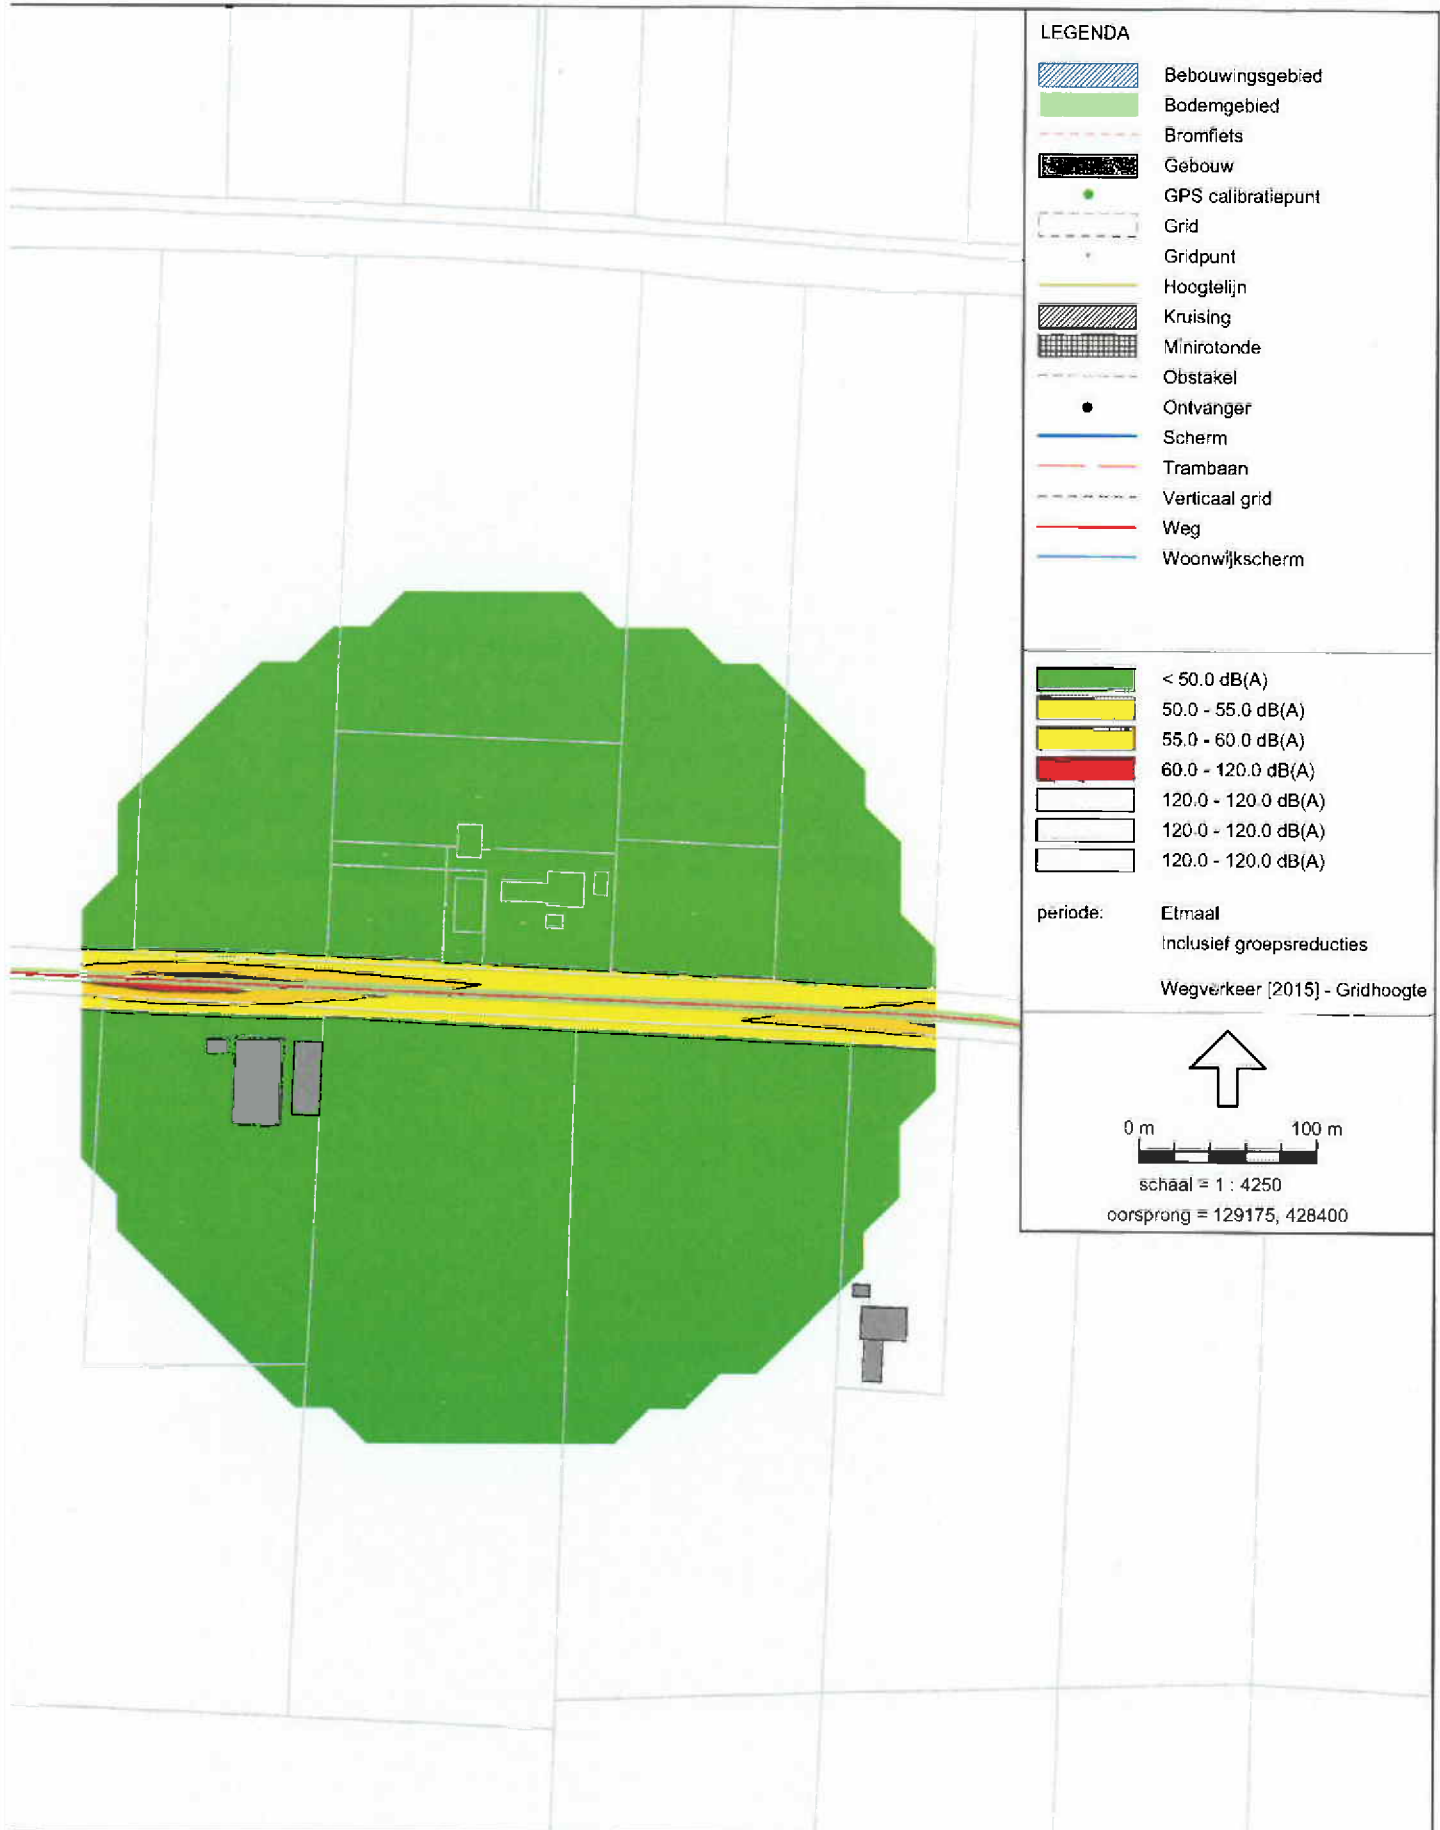 LEGENDA
Bebouwingsgebied
Bodemgebied
Bromfiets
Gebouw
GPS calibratiepunt
Grid
Gridpunt
Hoogtelijn
Kruising
Minirotonde
Obstakel
Ontvanger
Scherm
Trambaan
Verticaal grid
Weg
Woonwijkscherm
< 50.0 dB(A)
50.0 - 55.0 dB(A)
55.0 - 60.0 dB(A)
60.0 - 120.0 dB(A)
120.0 - 120.0 dB(A)
120.0 - 120.0 dB(A)
120.0 - 120.0 dB(A)
periode: Etmaal
Inclusief groepsreducties
Wegverkeer [2015] - Gridhoogte
0 m 100 m
schaal = 1 : 4250
oorsprong = 129175, 428400